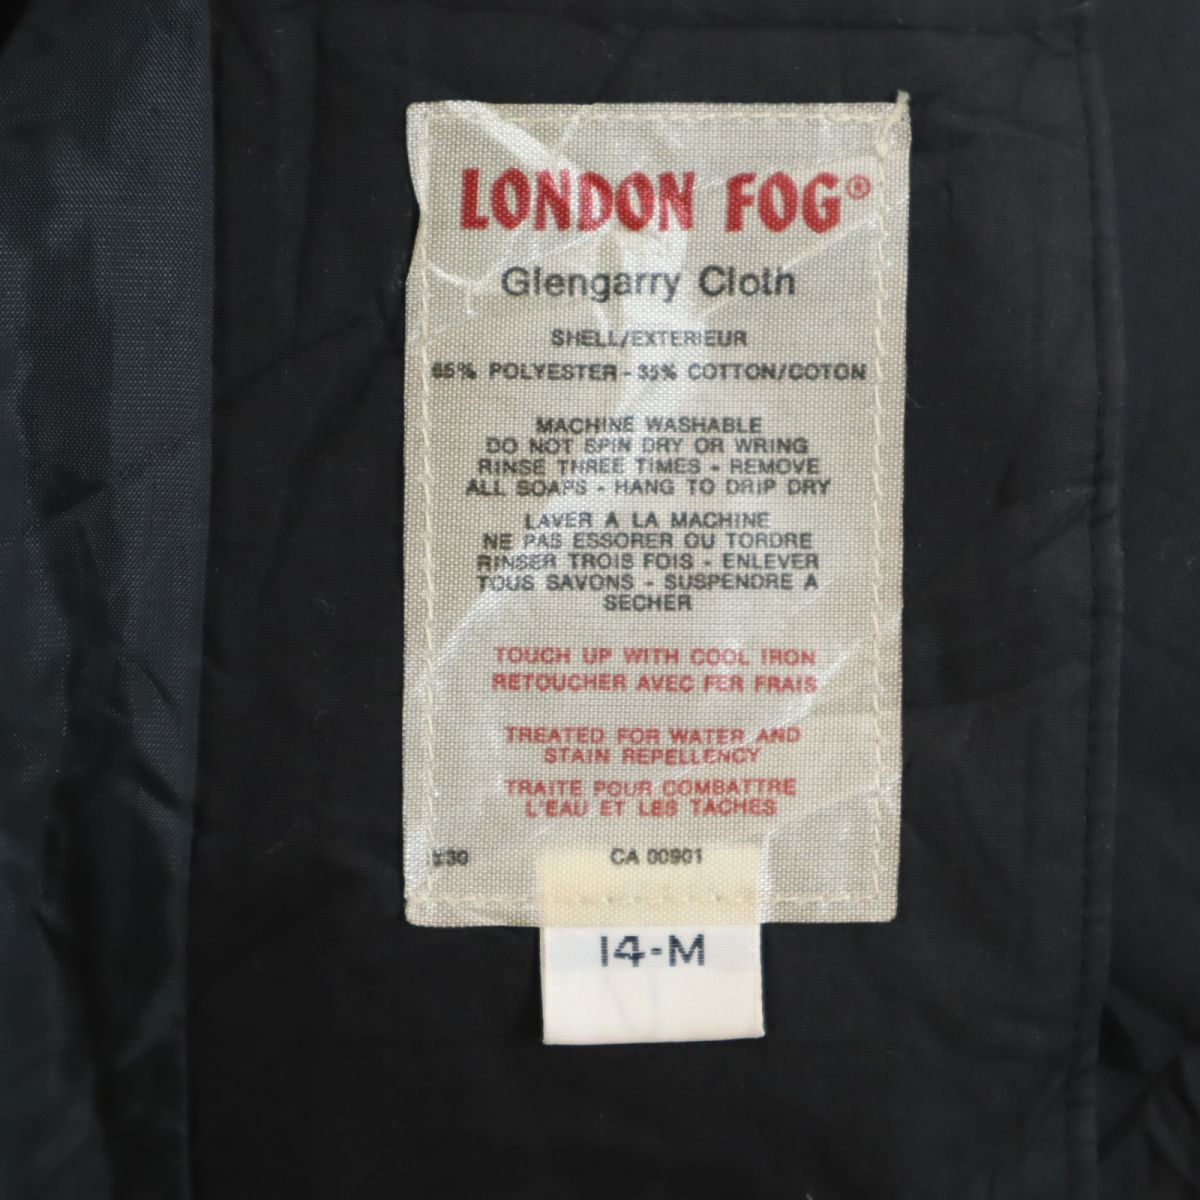 LONDON FOG®
Glengarry Cloth
SHELL/EXTERIEUR
65% POLYESTER - 35% COTTON/COTON
MACHINE WASHABLE
DO NOT SPIN DRY OR WRING
RINSE THREE TIMES - REMOVE
ALL SOAPS - HANG TO DRIP DRY
LAVER A LA MACHINE
NE PAS ESSORER OU TORDRE
RINSER TROIS FOIS - ENLEVER
TOUS SAVONS - SUSPENDRE A
SECHER
TOUCH UP WITH COOL IRON
RETOUCHER AVEC FER FRAIS
TREATED FOR WATER AND
STAIN REPELLENCY
TRAITE POUR COMBATTRE
L'EAU ET LES TACHES
CA 00901
14-M